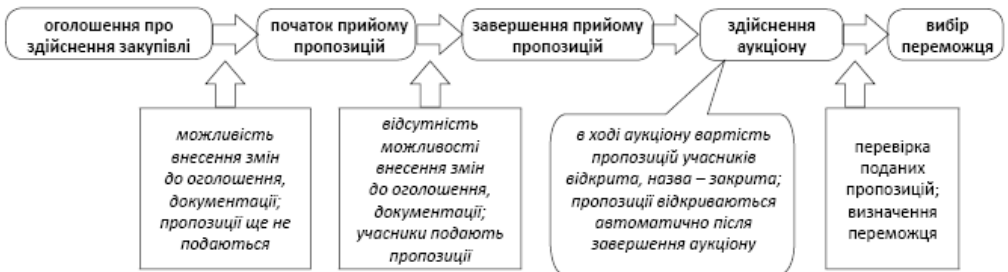 оголошення про
здійснення закупівлі
початок прийому
пропозицій
завершення прийому
пропозицій
здійснення
аукціону
вибір
переможця
можливість
внесення змін
до оголошення,
документації;
пропозиції ще не
подаються
відсутність
можливості
внесення змін
до оголошення,
документації;
учасники подають
пропозиції
в ході аукціону вартість
пропозицій учасників
відкрита, назва – закрита;
пропозиції відкриваються
автоматично після
завершення аукціону
перевірка
поданих
пропозицій;
визначення
переможця